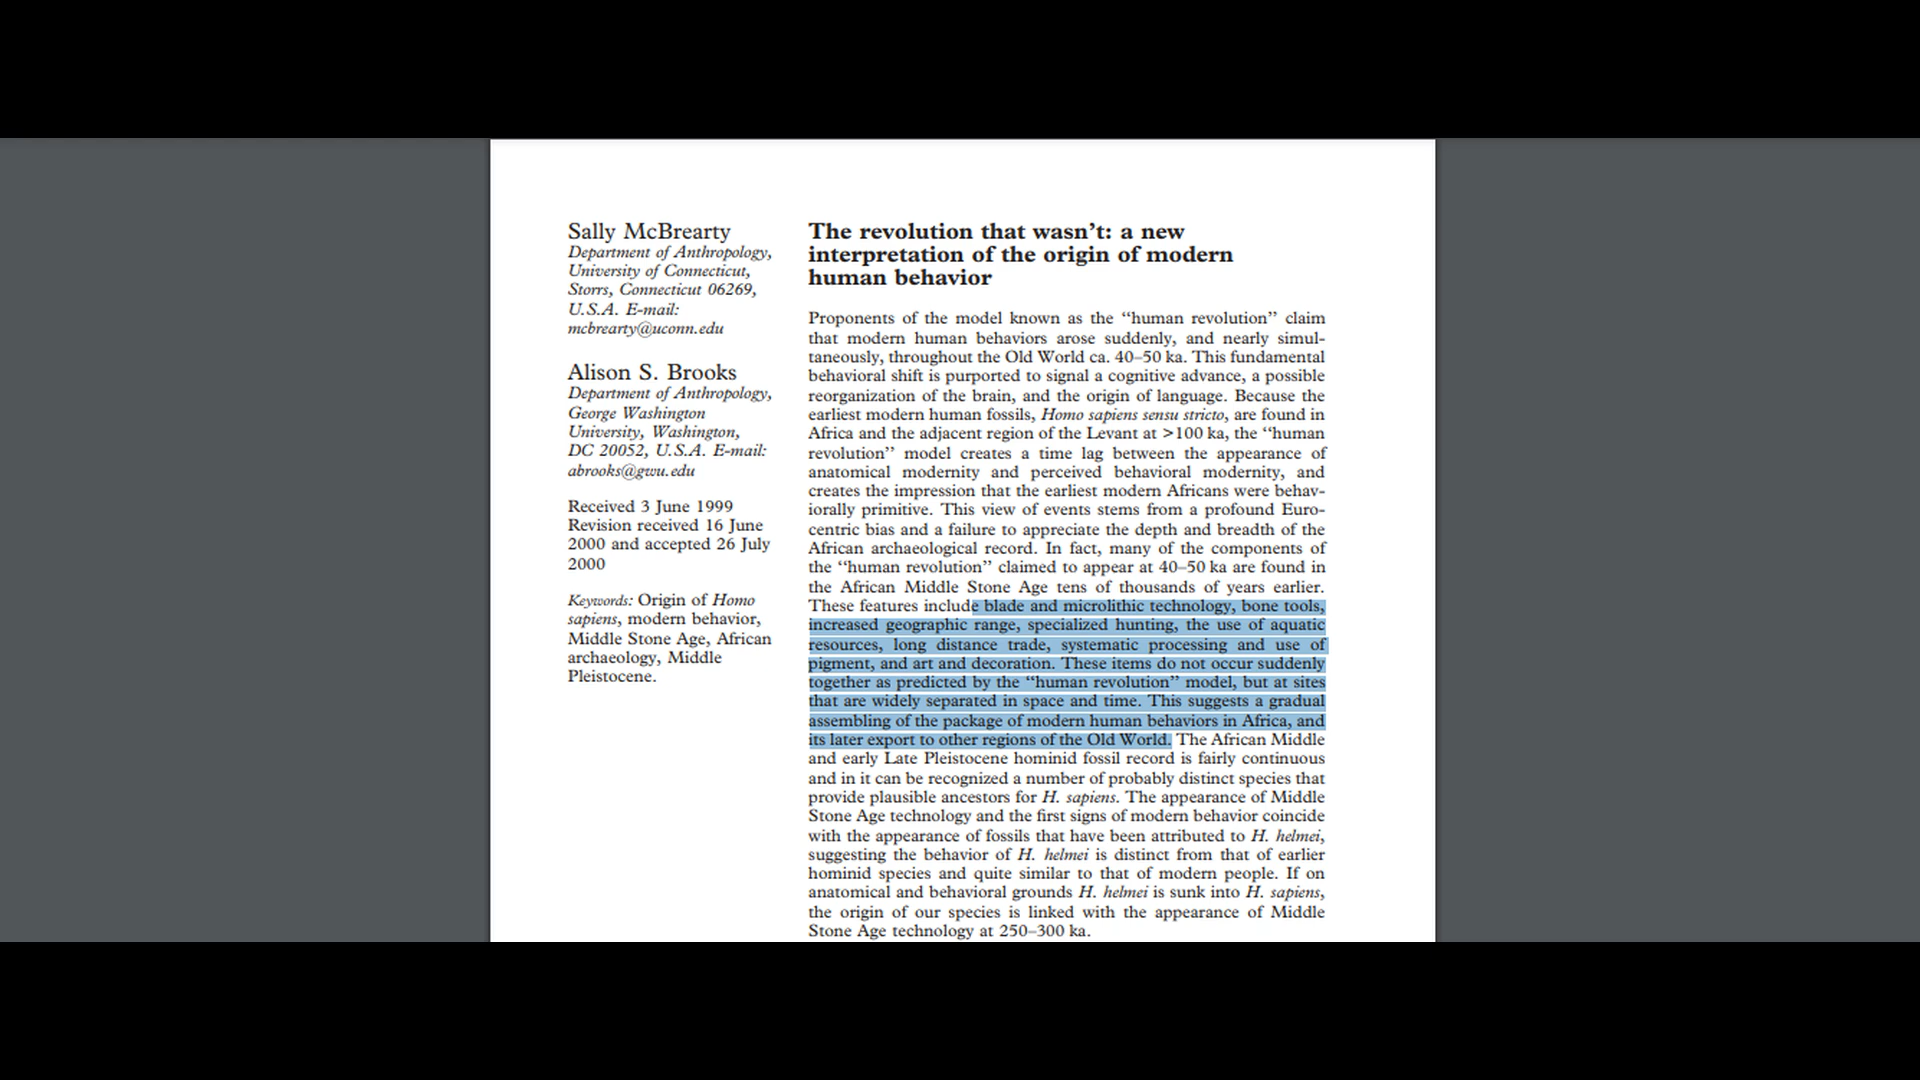 Sally McBrearty
Department of Anthropology,
University of Connecticut,
Storrs, Connecticut 06269,
U.S.A. E-mail:
mcbrearty@uconn.edu
Alison S. Brooks
Department of Anthropology,
George Washington
University, Washington,
DC 20052, U.S.A. E-mail:
abrooks@gwu.edu
Received 3 June 1999
Revision received 16 June
2000 and accepted 26 July
2000
Keywords: Origin of Homo
sapiens, modern behavior,
Middle Stone Age, African
archaeology, Middle
Pleistocene.
The revolution that wasn’t: a new
interpretation of the origin of modern
human behavior
Proponents of the model known as the “human revolution” claim
that modern human behaviors arose suddenly, and nearly simul-
taneously, throughout the Old World ca. 40–50 ka. This fundamental
behavioral shift is purported to signal a cognitive advance, a possible
reorganization of the brain, and the origin of language. Because the
earliest modern human fossils, Homo sapiens sensu stricto, are found in
Africa and the adjacent region of the Levant at >100 ka, the “human
revolution” model creates a time lag between the appearance of
anatomical modernity and perceived behavioral modernity, and
creates the impression that the earliest modern Africans were behav-
iorally primitive. This view of events stems from a profound Euro-
centric bias and a failure to appreciate the depth and breadth of the
African archaeological record. In fact, many of the components of
the “human revolution” claimed to appear at 40–50 ka are found in
the African Middle Stone Age tens of thousands of years earlier.
These features include blade and microlithic technology, bone tools,
increased geographic range, specialized hunting, the use of aquatic
resources, long distance trade, systematic processing and use of
pigment, and art and decoration. These items do not occur suddenly
together as predicted by the “human revolution” model, but at sites
that are widely separated in space and time. This suggests a gradual
assembling of the package of modern human behaviors in Africa, and
its later export to other regions of the Old World. The African Middle
and early Late Pleistocene hominid fossil record is fairly continuous
and in it can be recognized a number of probably distinct species that
provide plausible ancestors for H. sapiens. The appearance of Middle
Stone Age technology and the first signs of modern behavior coincide
with the appearance of fossils that have been attributed to H. helmei,
suggesting the behavior of H. helmei is distinct from that of earlier
hominid species and quite similar to that of modern people. If on
anatomical and behavioral grounds H. helmei is sunk into H. sapiens,
the origin of our species is linked with the appearance of Middle
Stone Age technology at 250–300 ka.